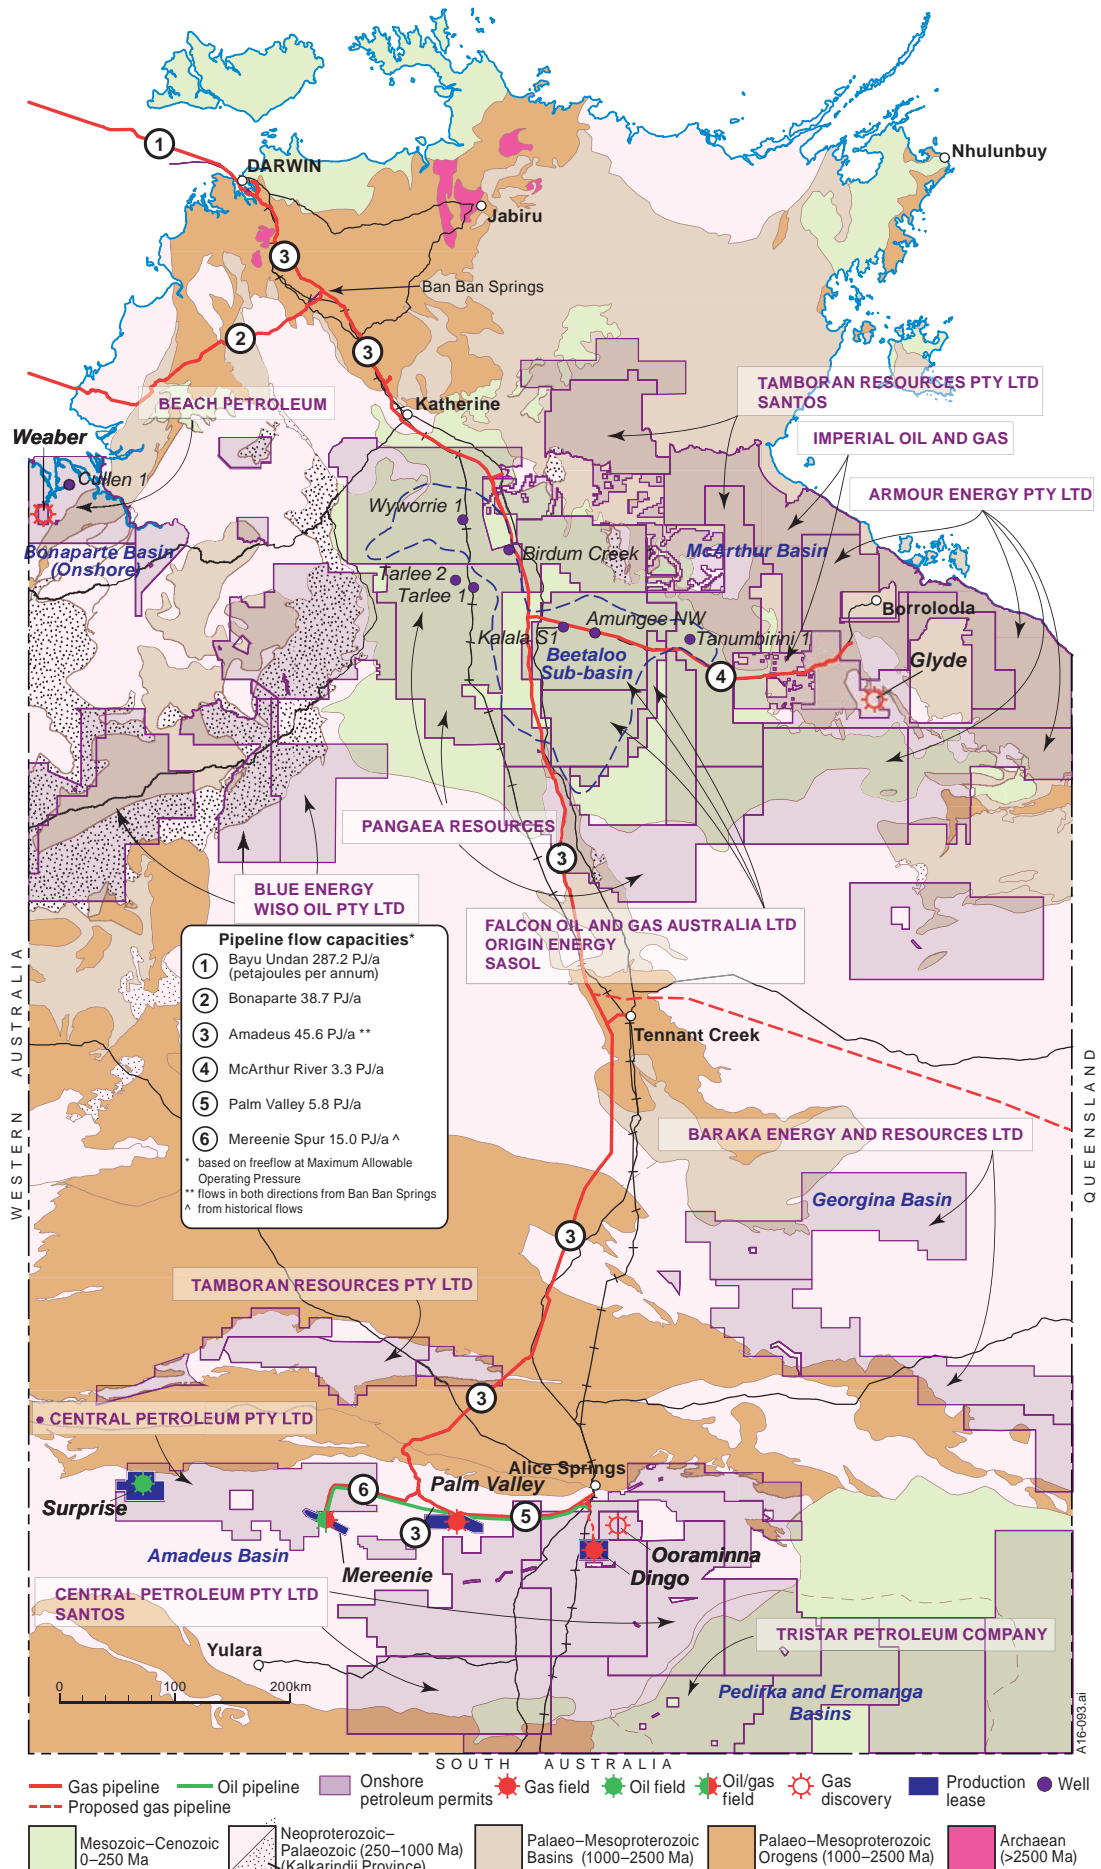 Nhulunbuy
1
DARWIN
Jabiru
3
Ban Ban Springs
2
3
TAMBORAN RESOURCES PTY LTD
SANTOS
BEACH PETROLEUM
Katherine
Weaber
IMPERIAL OIL AND GAS
Cullen 1
ARMOUR ENERGY PTY LTD
Wyworrie 1
Bonaparte Basin
(Onshore)
Birdum Creek 1
McArthur Basin
Tarlee 2
Tarlee 1
Borroloola
Amungee NW
Kalala S1
Tanumbirini 1
Beetaloo
Sub-basin
Glyde
4
PANGAEA RESOURCES
3
BLUE ENERGY
WISO OIL PTY LTD
FALCON OIL AND GAS AUSTRALIA LTD
ORIGIN ENERGY
SASOL
Pipeline flow capacities*
1 Bayu Undan 287.2 PJ/a
(petajoules per annum)
2 Bonaparte 38.7 PJ/a
3 Amadeus 45.6 PJ/a **
4 McArthur River 3.3 PJ/a
5 Palm Valley 5.8 PJ/a
6 Mereenie Spur 15.0 PJ/a ^
* based on freeflow at Maximum Allowable
Operating Pressure
** flows in both directions from Ban Ban Springs
^ from historical flows
WESTERN AUSTRALIA
QUEENSLAND
Tennant Creek
BARAKA ENERGY AND RESOURCES LTD
Georgina Basin
3
TAMBORAN RESOURCES PTY LTD
3
CENTRAL PETROLEUM PTY LTD
Alice Springs
Palm Valley
6
Surprise
5
3
Amadeus Basin
Mereenie
Ooraminna
Dingo
CENTRAL PETROLEUM PTY LTD
SANTOS
TRISTAR PETROLEUM COMPANY
Yulara
0 100 200km
Pedirka and Eromanga
Basins
A16-093.ai
SOUTH AUSTRALIA
Gas pipeline
Oil pipeline
Onshore
petroleum permits
Gas field
Oil field
Oil/gas
field
Gas
discovery
Production
lease
Well
Proposed gas pipeline
Mesozoic–Cenozoic
0–250 Ma
Neoproterozoic–
Palaeozoic (250–1000 Ma)
(Kalkarindji Province)
Palaeo–Mesoproterozoic
Basins (1000–2500 Ma)
Palaeo–Mesoproterozoic
Orogens (1000–2500 Ma)
Archaean
(>2500 Ma)